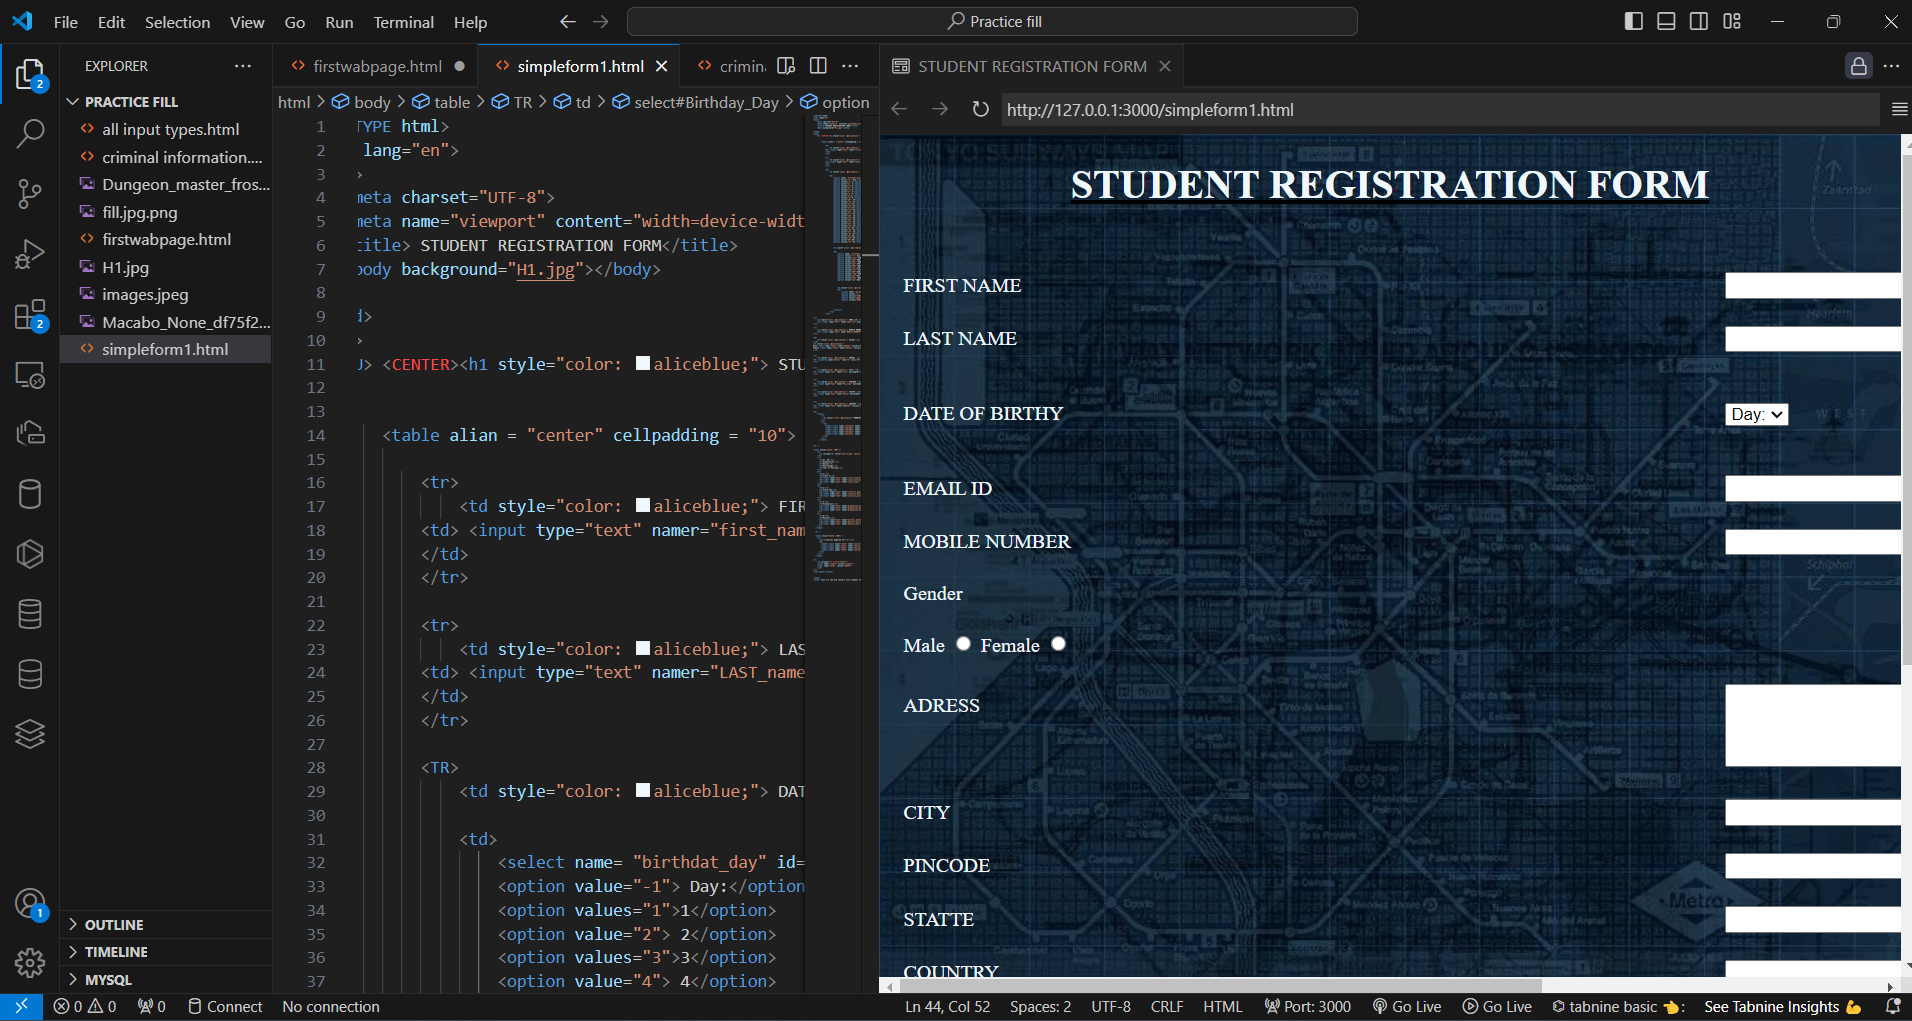 File Edit Selection View Go Run Terminal Help
Practice fill
EXPLORER
PRACTICE FILL
all input types.html
criminal information....
Dungeon_master_fros...
fill.jpg.png
firstwabpage.html
H1.jpg
images.jpeg
Macabo_None_df75f2...
simpleform1.html
OUTLINE
TIMELINE
MYSQL
2
2
1
firstwabpage.html simpleform1.html crimin
html > body > table > TR > td > select#Birthday_Day > option
1 TYPE html>
2 lang="en">
3 >
4 meta charset="UTF-8">
5 meta name="viewport" content="width=device-widt
6 title> STUDENT REGISTRATION FORM</title>
7 body background="H1.jpg"></body>
8
9 d>
10 >
11 U> <CENTER><h1 style="color: aliceblue;"> STU
12
13
14 <table alian = "center" cellpadding = "10">
15
16 <tr>
17 <td style="color: aliceblue;"> FIR
18 <td> <input type="text" namer="first_nam
19 </td>
20 </tr>
21
22 <tr>
23 <td style="color: aliceblue;"> LAS
24 <td> <input type="text" namer="LAST_name
25 </td>
26 </tr>
27
28 <TR>
29 <td style="color: aliceblue;"> DAT
30
31 <td>
32 <select name= "birthdat_day" id=
33 <option value="-1"> Day:</option
34 <option values="1">1</option>
35 <option value="2"> 2</option>
36 <option values="3">3</option>
37 <option value="4"> 4</option>
STUDENT REGISTRATION FORM
http://127.0.0.1:3000/simpleform1.html
STUDENT REGISTRATION FORM
FIRST NAME
LAST NAME
DATE OF BIRTHY Day:
EMAIL ID
MOBILE NUMBER
Gender
Male Female
ADRESS
CITY
PINCODE
STATTE
COUNTRY
Metro
0 0 0 Connect No connection
Ln 44, Col 52 Spaces: 2 UTF-8 CRLF HTML Port: 3000 Go Live Go Live tabnine basic 👈: See Tabnine Insights 💪